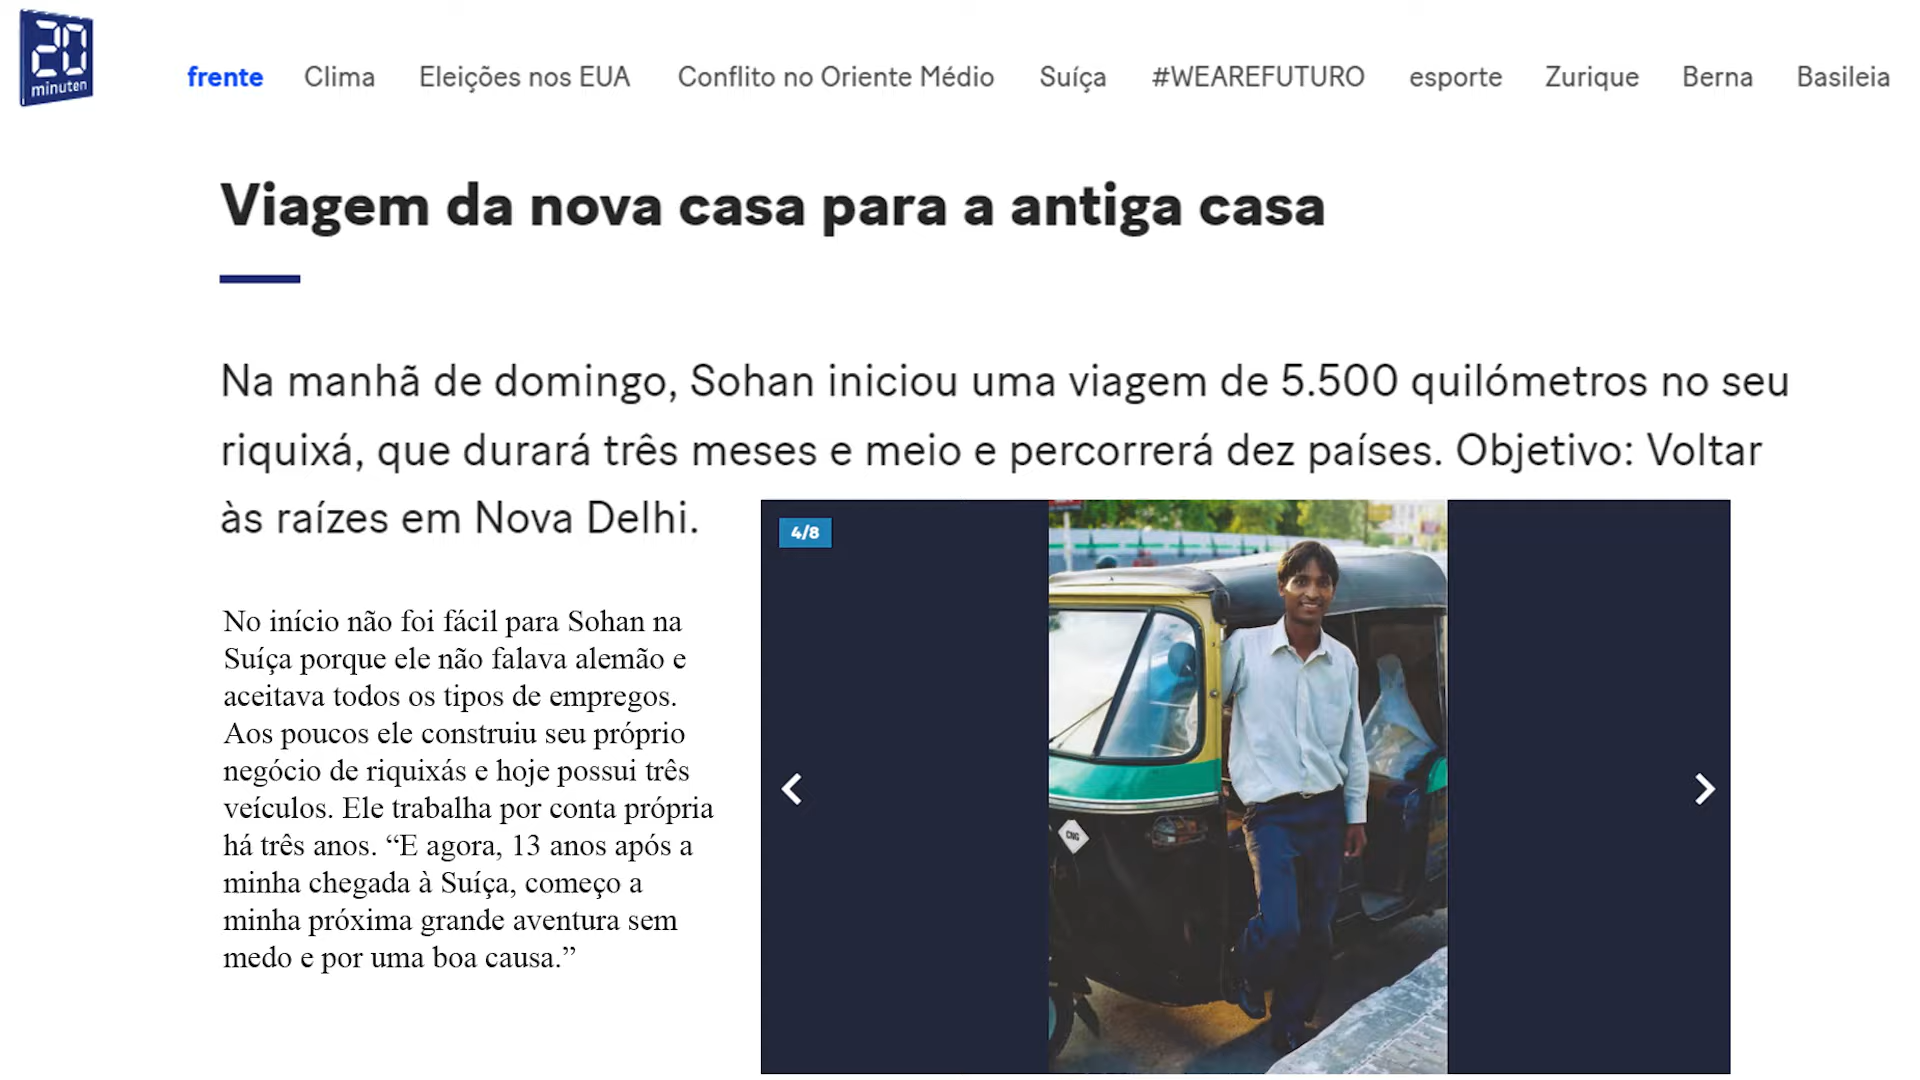 20
minuten
frente Clima Eleições nos EUA Conflito no Oriente Médio Suíça #WEAREFUTURO esporte Zurique Berna Basileia
Viagem da nova casa para a antiga casa
Na manhã de domingo, Sohan iniciou uma viagem de 5.500 quilómetros no seu
riquixá, que durará três meses e meio e percorrerá dez países. Objetivo: Voltar
às raízes em Nova Delhi.
4/8
No início não foi fácil para Sohan na
Suíça porque ele não falava alemão e
aceitava todos os tipos de empregos.
Aos poucos ele construiu seu próprio
negócio de riquixás e hoje possui três
veículos. Ele trabalha por conta própria
há três anos. “E agora, 13 anos após a
minha chegada à Suíça, começo a
minha próxima grande aventura sem
medo e por uma boa causa.”
CNG